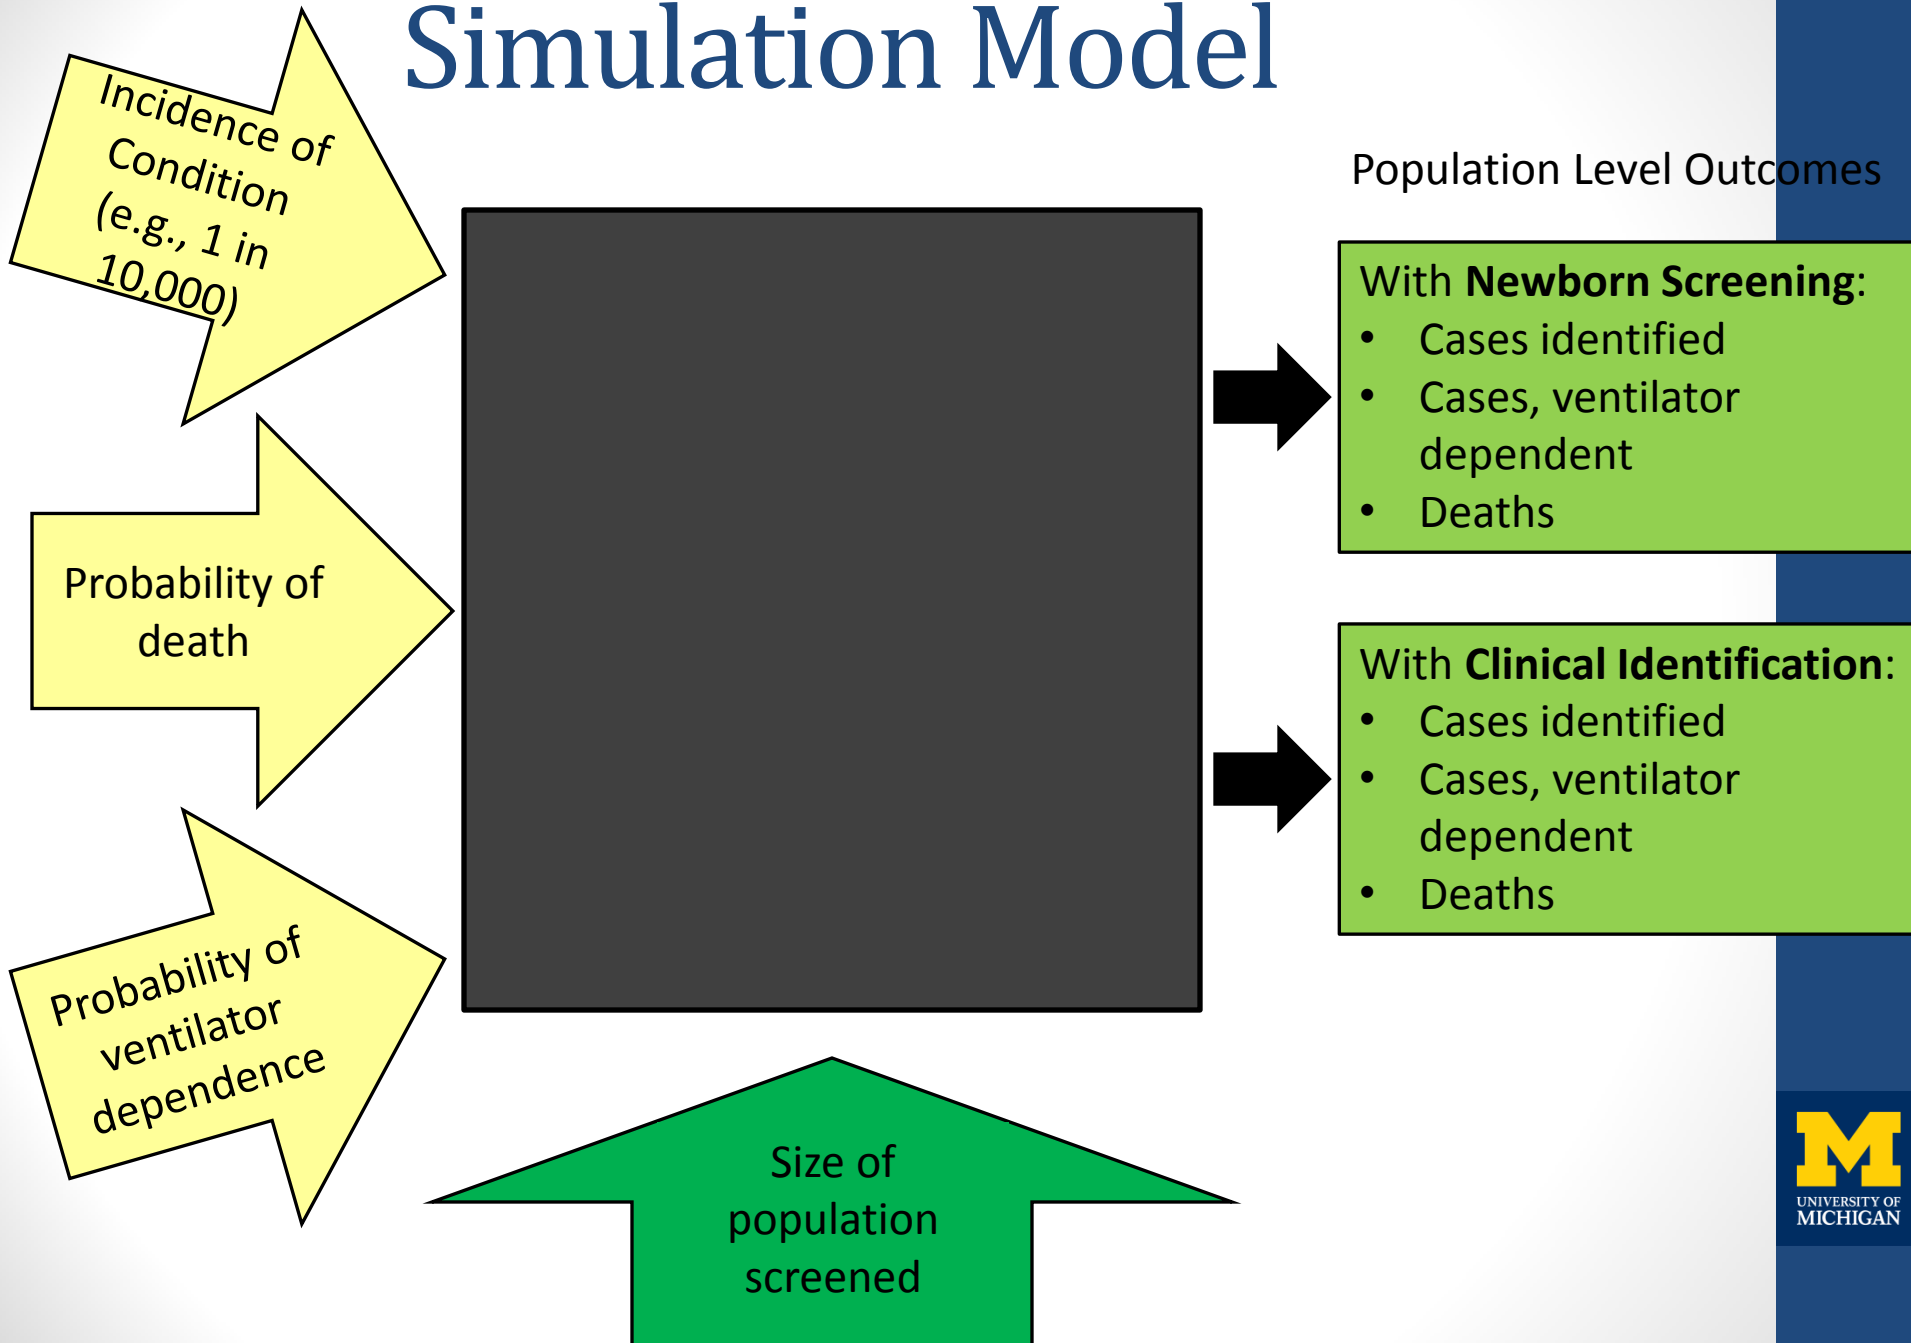 Simulation Model
Incidence of
Condition
(e.g., 1 in
10,000)
Probability of
death
Probability of
ventilator
dependence
Size of
population
screened
Population Level Outcomes
With Newborn Screening:
• Cases identified
• Cases, ventilator
dependent
• Deaths
With Clinical Identification:
• Cases identified
• Cases, ventilator
dependent
• Deaths
M
UNIVERSITY OF
MICHIGAN